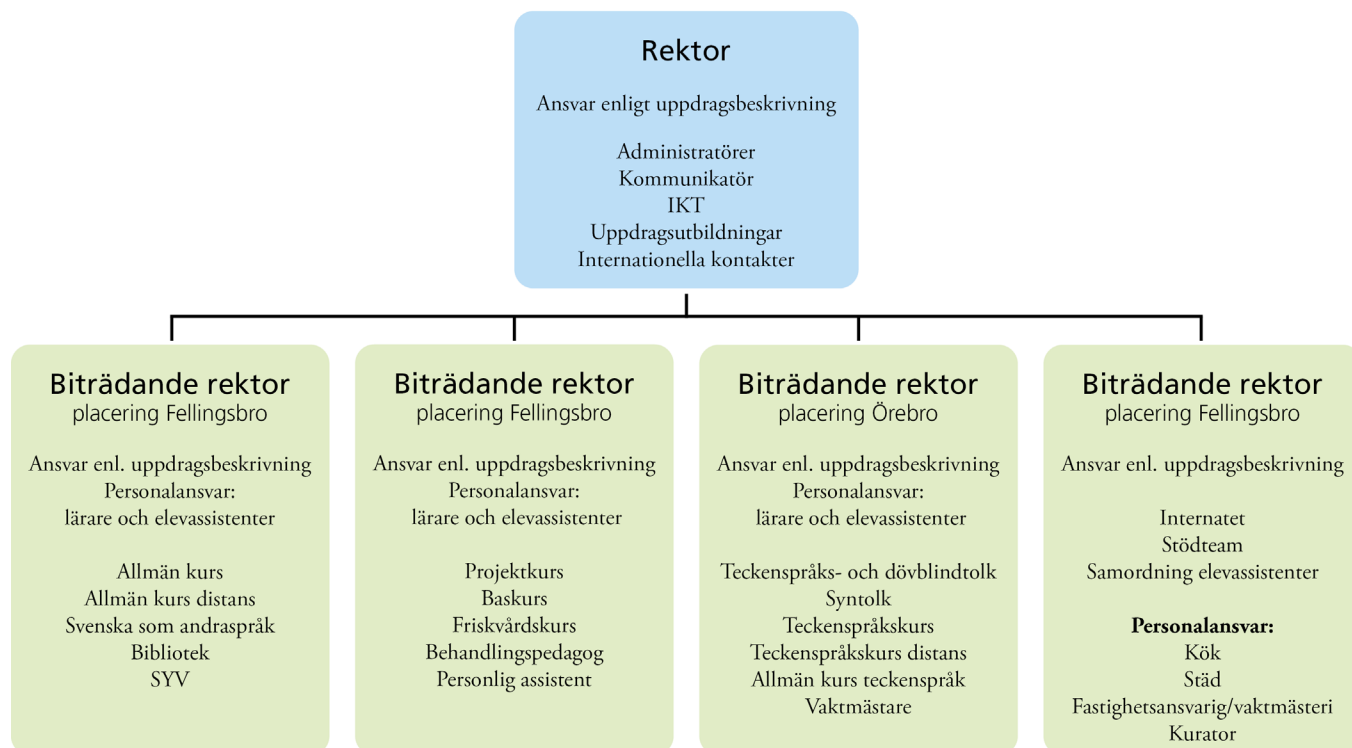 Rektor
Ansvar enligt uppdragsbeskrivning
Administratörer
Kommunikatör
IKT
Uppdragsutbildningar
Internationella kontakter
Biträdande rektor
placering Fellingsbro
Ansvar enl. uppdragsbeskrivning
Personalansvar:
lärare och elevassistenter
Allmän kurs
Allmän kurs distans
Svenska som andraspråk
Bibliotek
SYV
Biträdande rektor
placering Fellingsbro
Ansvar enl. uppdragsbeskrivning
Personalansvar:
lärare och elevassistenter
Projektkurs
Baskurs
Friskvårdskurs
Behandlingspedagog
Personlig assistent
Biträdande rektor
placering Örebro
Ansvar enl. uppdragsbeskrivning
Personalansvar:
lärare och elevassistenter
Teckenspråks- och dövblindtolk
Syntolk
Teckenspråkskurs
Teckenspråkskurs distans
Allmän kurs teckenspråk
Vaktmästare
Biträdande rektor
placering Fellingsbro
Ansvar enl. uppdragsbeskrivning
Internatet
Stödteam
Samordning elevassistenter
Personalansvar:
Kök
Städ
Fastighetsansvarig/vaktmästeri
Kurator